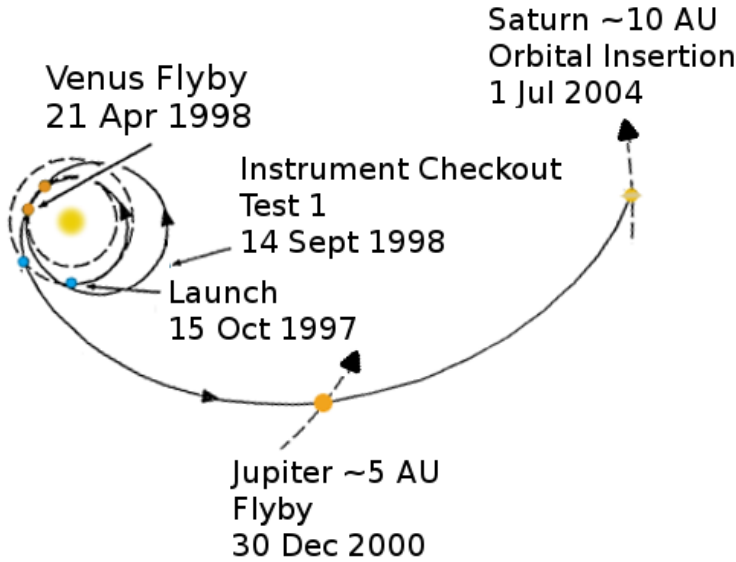 Saturn ~10 AU
Orbital Insertion
1 Jul 2004
Venus Flyby
21 Apr 1998
Instrument Checkout
Test 1
14 Sept 1998
Launch
15 Oct 1997
Jupiter ~5 AU
Flyby
30 Dec 2000